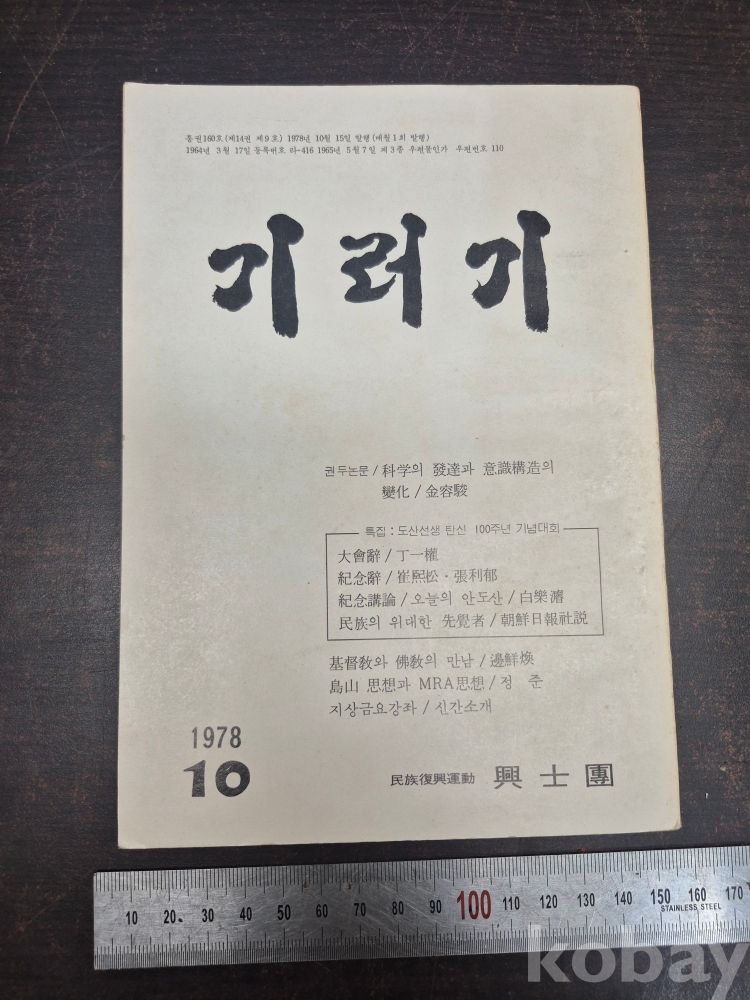 통권160호(제14권 제9호) 1978년 10월 15일 발행(매월1회 발행)
1964년 3월 17일 등록번호 라-416 1965년 5월 7일 제3종 우편물인가 우편번호 110
기러기
권두논문 / 科学의 發達과 意識構造의
變化 / 金容駿
특집 : 도산선생 탄신 100주년 기념대회
大會辭 / 丁一權
紀念辭 / 崔熙松 · 張利郁
紀念講論 / 오늘의 안도산 / 白樂濬
民族의 위대한 先覺者 / 朝鮮日報社説
基督敎와 佛敎의 만남 / 邊鮮煥
島山 思想과 MRA思想 / 정 준
지상금요강좌 / 신간소개
1978
10
民族復興運動 興士團
10 20 30 40 50 60 70 80 90 100 110 120 130 140 150 160 170
STAINLESS STEEL
kobay